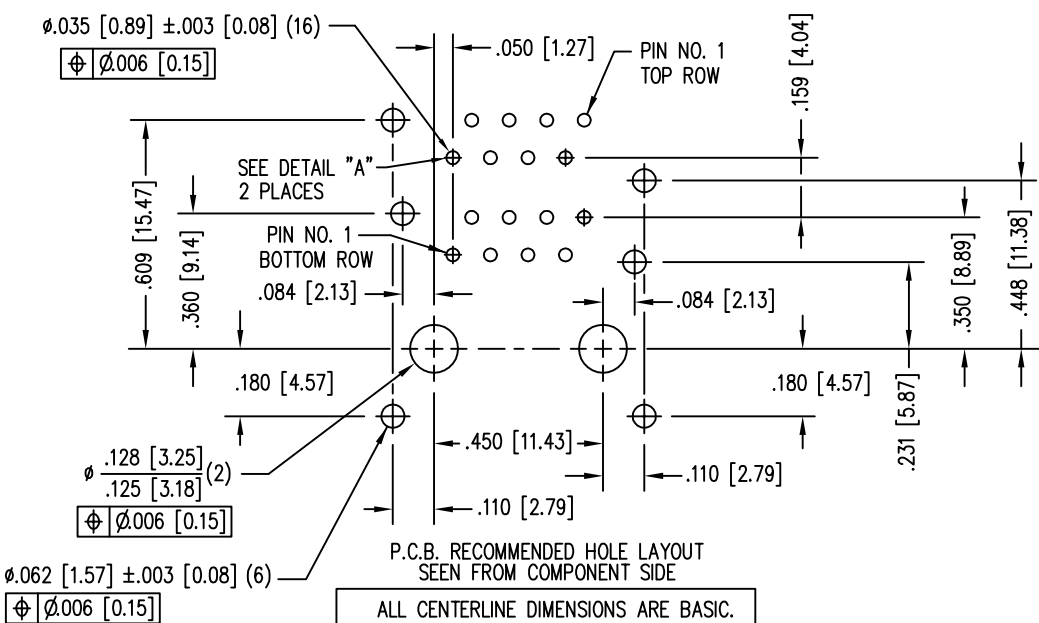 ⌀.035 [0.89] ±.003 [0.08] (16)
⌖ ⌀.006 [0.15]
.050 [1.27]
PIN NO. 1
TOP ROW
.159 [4.04]
SEE DETAIL "A"
2 PLACES
.609 [15.47]
.360 [9.14]
PIN NO. 1
BOTTOM ROW
.084 [2.13]
.084 [2.13]
.350 [8.89]
.448 [11.38]
.180 [4.57]
.180 [4.57]
.231 [5.87]
⌀ .128 [3.25]
.125 [3.18] (2)
⌖ ⌀.006 [0.15]
.450 [11.43]
.110 [2.79]
.110 [2.79]
⌀.062 [1.57] ±.003 [0.08] (6)
⌖ ⌀.006 [0.15]
P.C.B. RECOMMENDED HOLE LAYOUT
SEEN FROM COMPONENT SIDE
ALL CENTERLINE DIMENSIONS ARE BASIC.